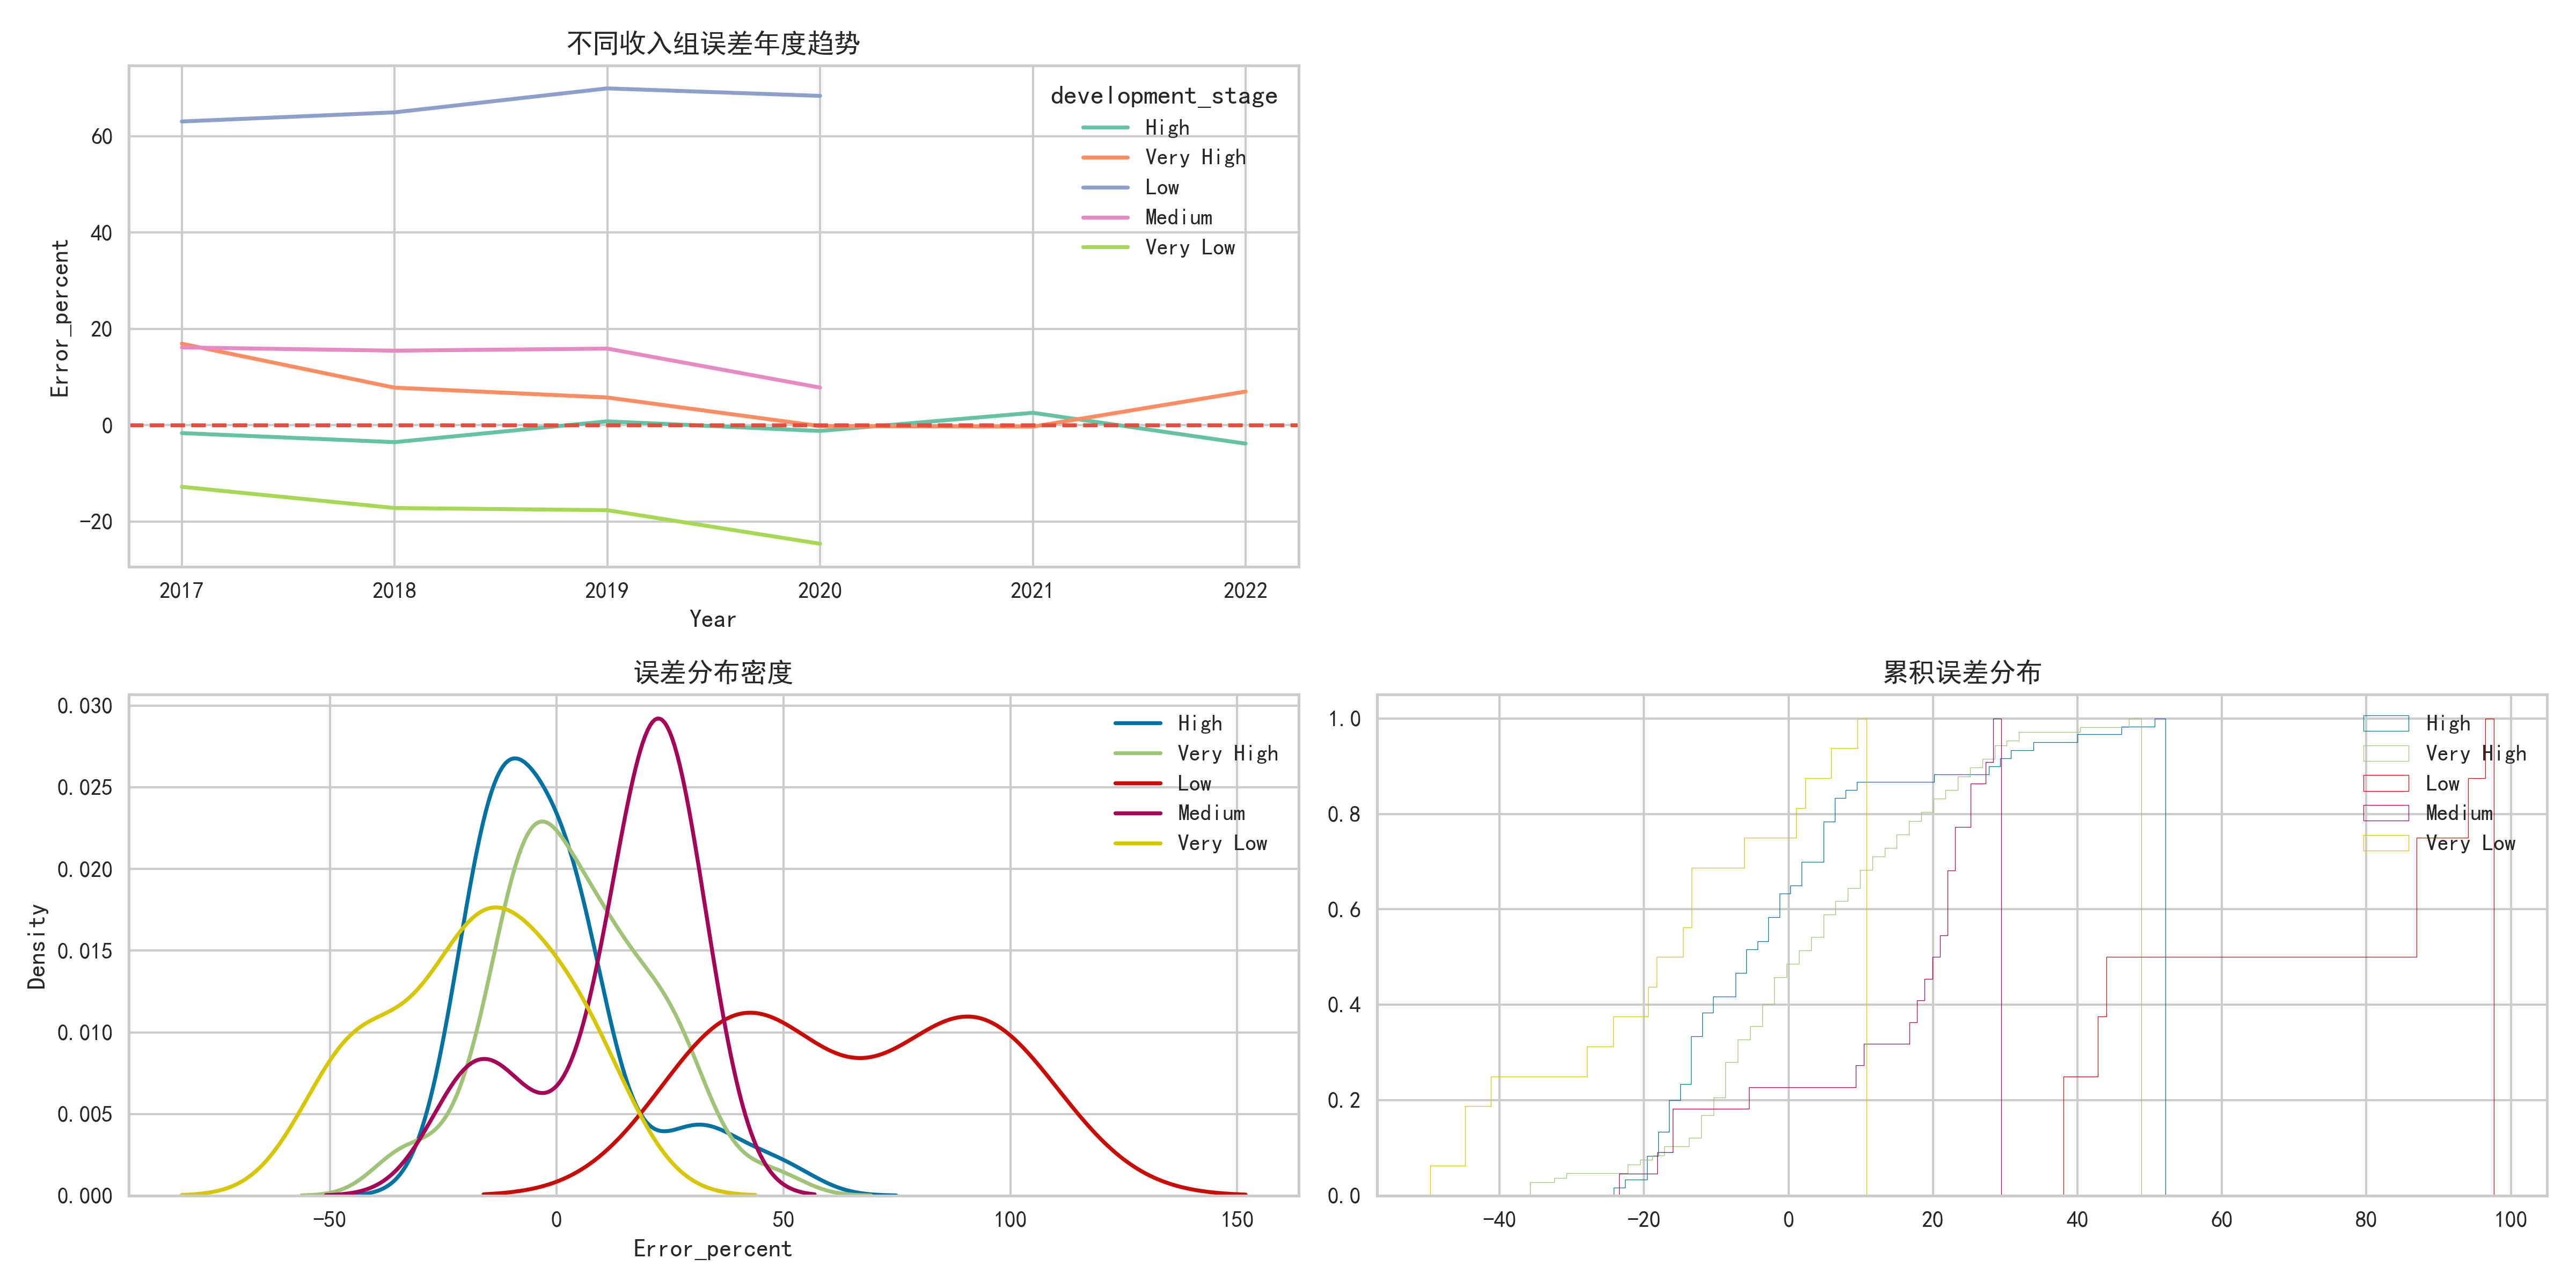 不同收入组误差年度趋势
Error_percent
60
40
20
0
-20
development_stage
High
Very High
Low
Medium
Very Low
2017 2018 2019 2020 2021 2022
Year
误差分布密度
Density
0.030
0.025
0.020
0.015
0.010
0.005
0.000
High
Very High
Low
Medium
Very Low
-50 0 50 100 150
Error_percent
累积误差分布
1.0
0.8
0.6
0.4
0.2
0.0
High
Very High
Low
Medium
Very Low
-40 -20 0 20 40 60 80 100